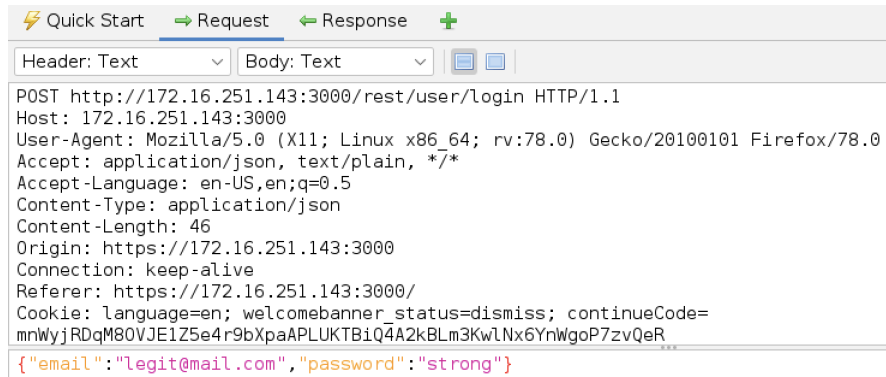 Quick Start Request Response
Header: Text Body: Text
POST http://172.16.251.143:3000/rest/user/login HTTP/1.1
Host: 172.16.251.143:3000
User-Agent: Mozilla/5.0 (X11; Linux x86_64; rv:78.0) Gecko/20100101 Firefox/78.0
Accept: application/json, text/plain, */*
Accept-Language: en-US,en;q=0.5
Content-Type: application/json
Content-Length: 46
Origin: https://172.16.251.143:3000
Connection: keep-alive
Referer: https://172.16.251.143:3000/
Cookie: language=en; welcomebanner_status=dismiss; continueCode=
mnWyjRDqM8OVJE1Z5e4r9bXpaAPLUKTBiQ4A2kBLm3KwlNx6YnWgoP7zvQeR
{"email":"legit@mail.com","password":"strong"}